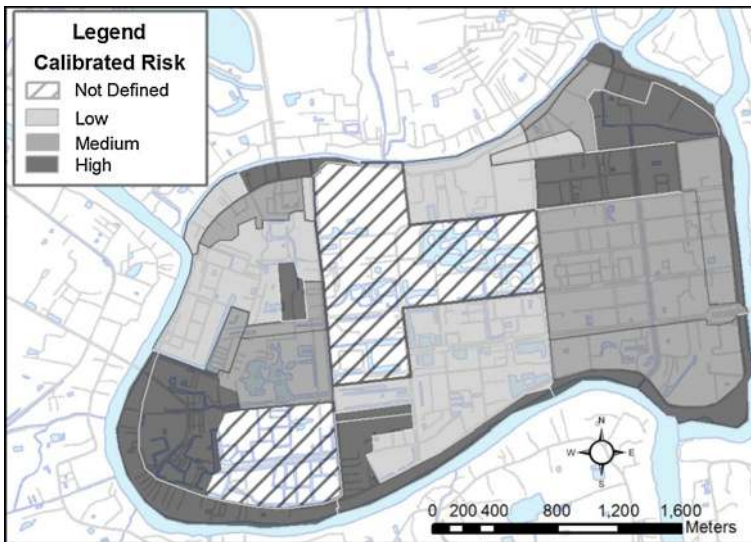 Legend
Calibrated Risk
Not Defined
Low
Medium
High
N
W E
S
0 200 400 800 1,200 1,600
Meters